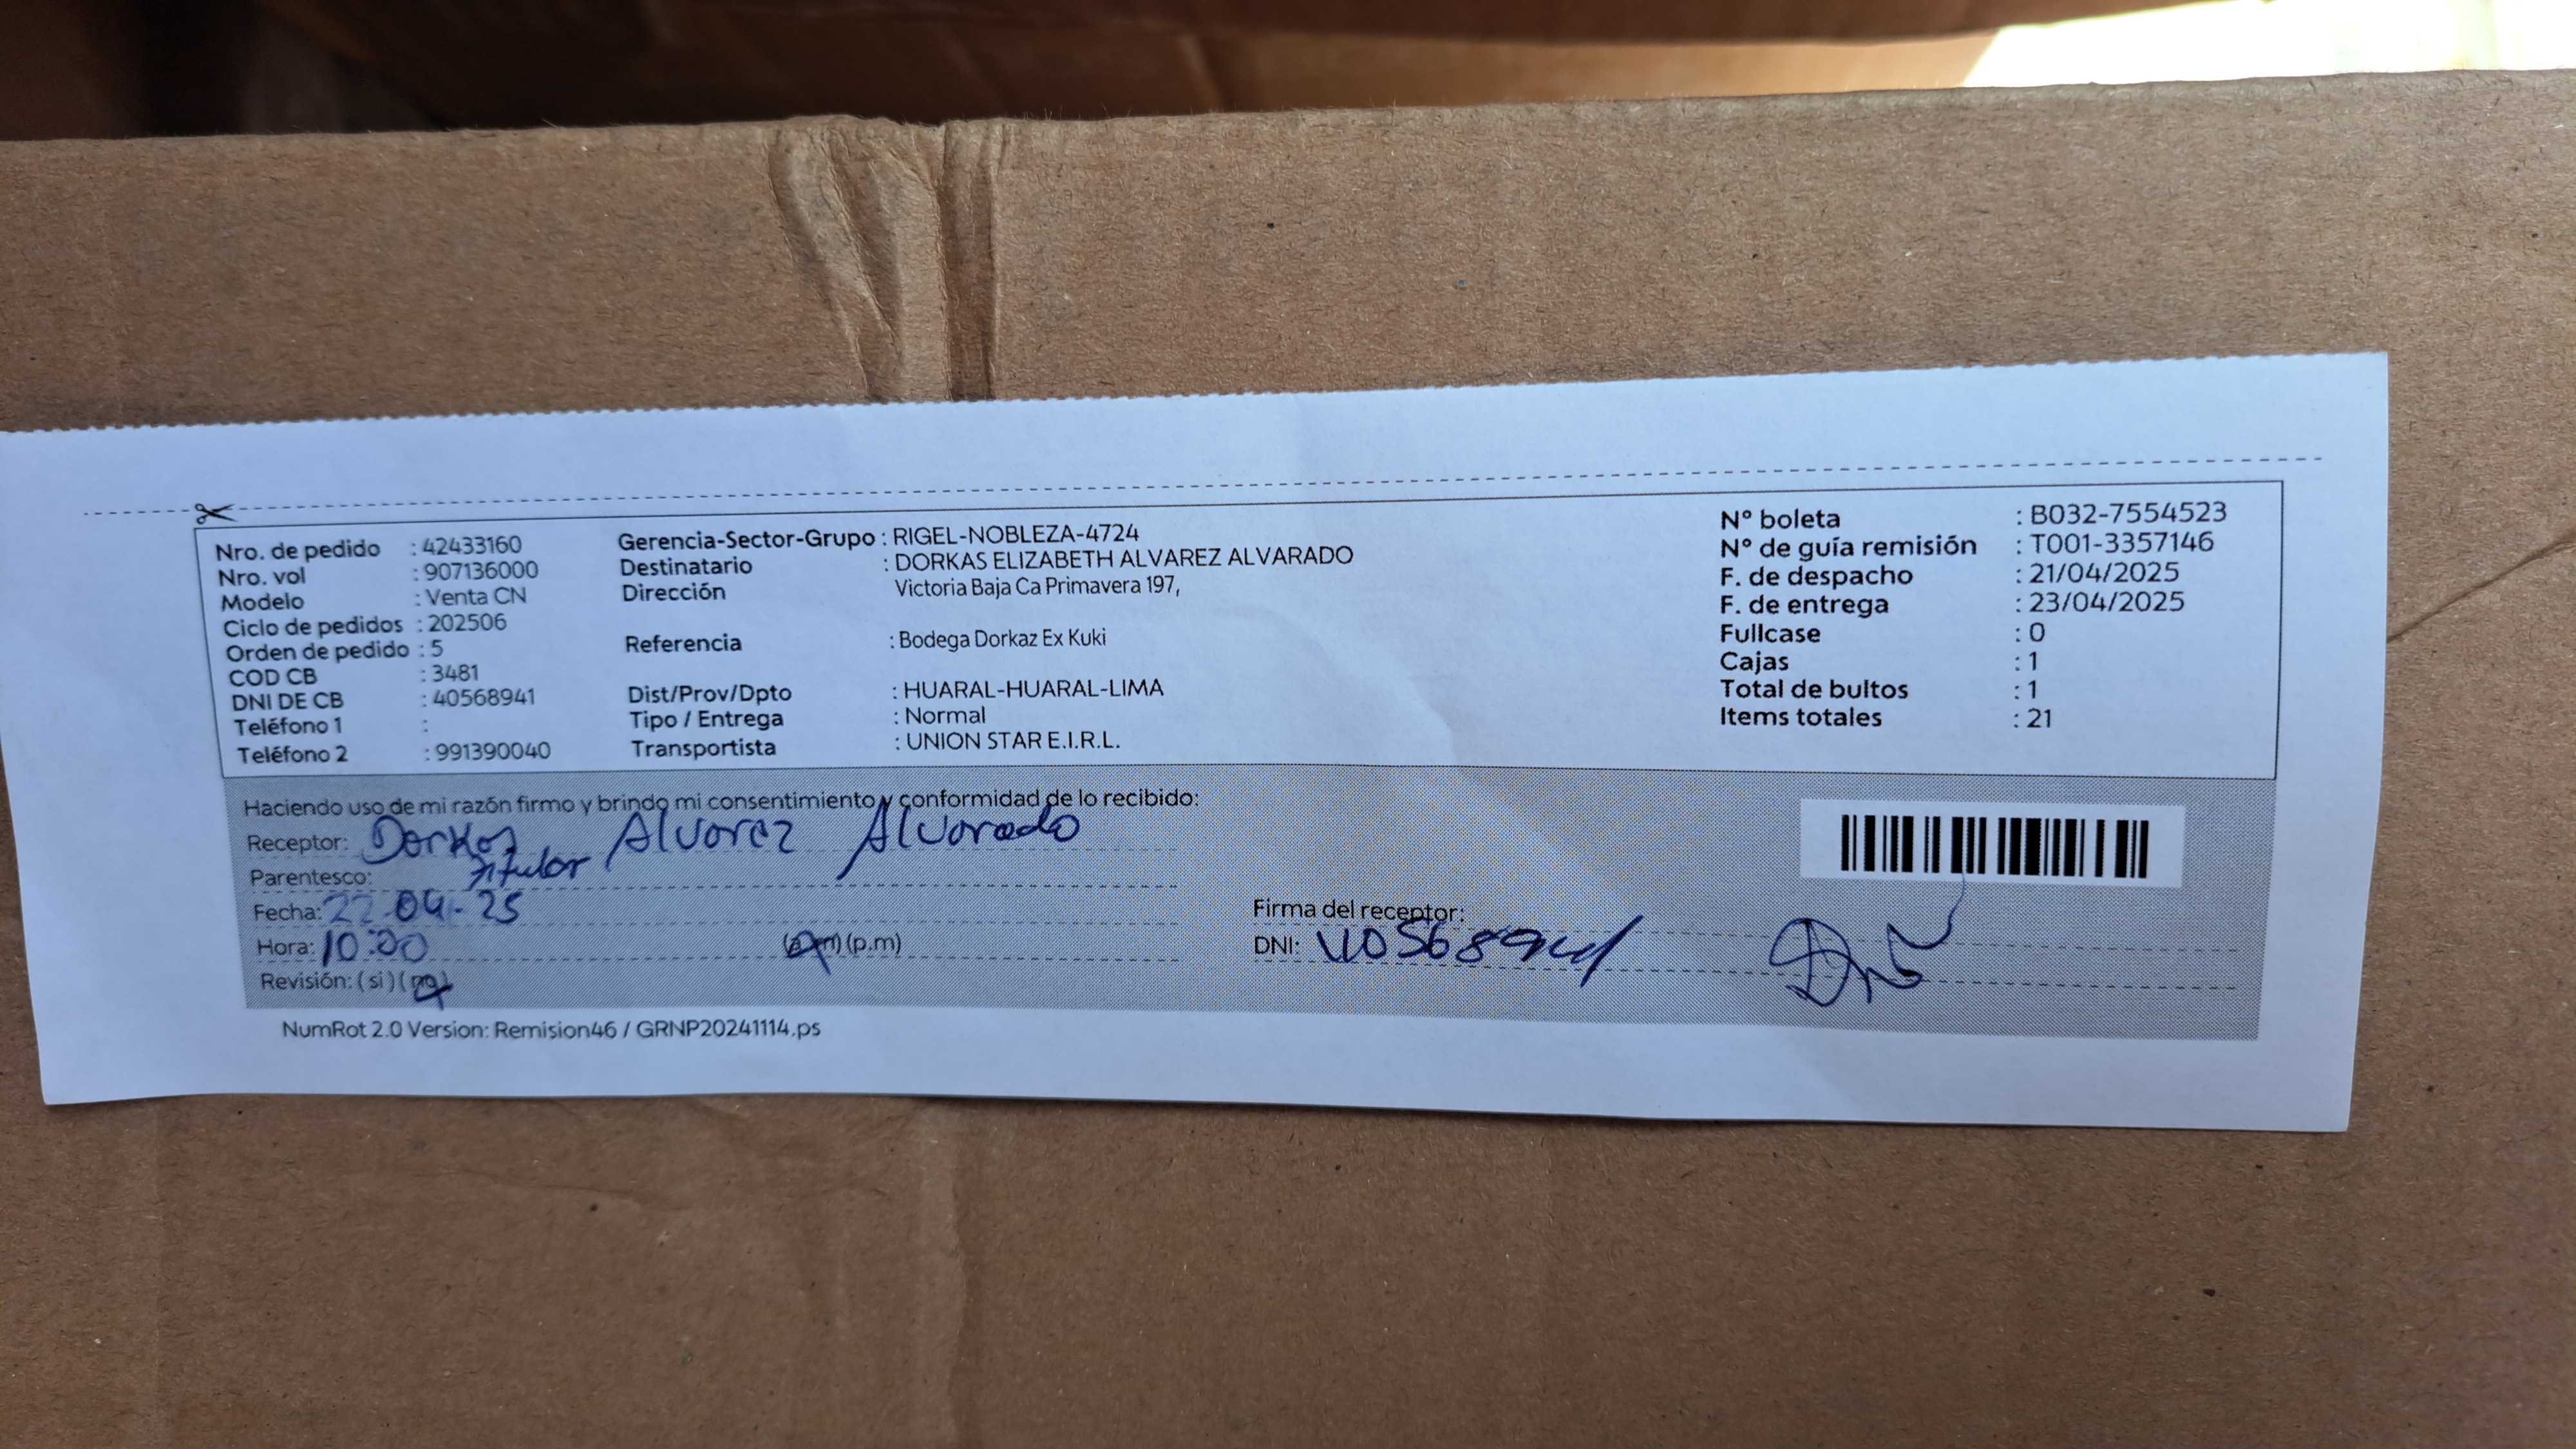 Nro. de pedido : 42433160
Nro. vol : 907136000
Modelo : Venta CN
Ciclo de pedidos : 202506
Orden de pedido : 5
COD CB : 3481
DNI DE CB : 40568941
Teléfono 1 :
Teléfono 2 : 991390040
Gerencia-Sector-Grupo : RIGEL-NOBLEZA-4724
Destinatario : DORKAS ELIZABETH ALVAREZ ALVARADO
Dirección Victoria Baja Ca Primavera 197,
Referencia : Bodega Dorkaz Ex Kuki
Dist/Prov/Dpto : HUARAL-HUARAL-LIMA
Tipo / Entrega : Normal
Transportista : UNION STAR E.I.R.L.
N° boleta : B032-7554523
N° de guía remisión : T001-3357146
F. de despacho : 21/04/2025
F. de entrega : 23/04/2025
Fullcase : 0
Cajas : 1
Total de bultos : 1
Items totales : 21
Haciendo uso de mi razón firmo y brindo mi consentimiento y conformidad de lo recibido:
Receptor: Dorkas Alvarez Alvarado
Parentesco: titular
Fecha: 22-04-25
Hora: 10:00 (a.m) (p.m)
Revisión: (si) (no)
Firma del receptor:
DNI: 40568941
NumRot 2.0 Version: Remision46 / GRNP20241114.ps